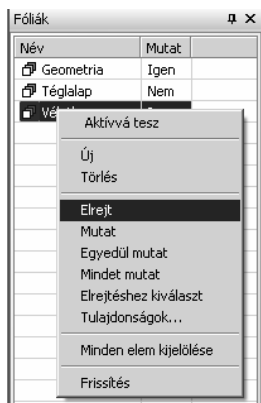 Fóliák
Név Mutat
Geometria Igen
Téglalap Nem
Aktívvá tesz
Új
Törlés
Elrejt
Mutat
Egyedül mutat
Mindet mutat
Elrejtéshez kiválaszt
Tulajdonságok...
Minden elem kijelölése
Frissítés